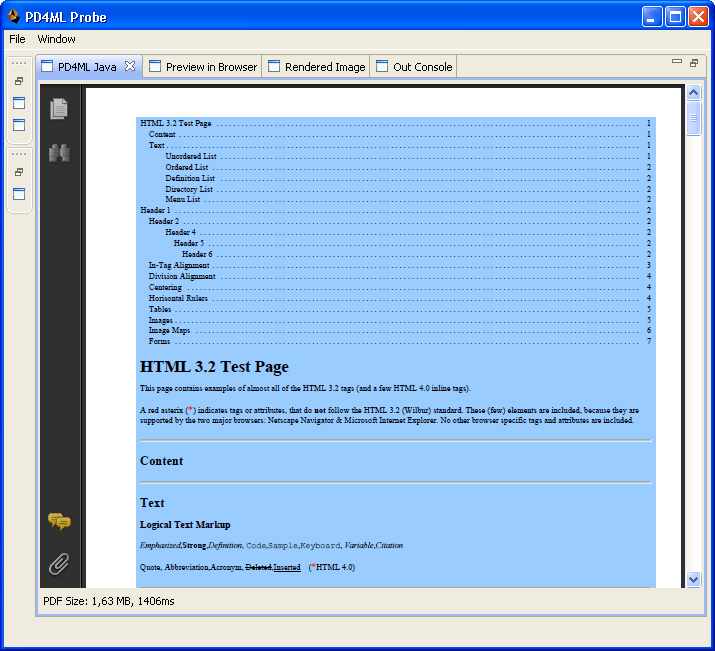 PD4ML Probe
File Window
PD4ML Java Preview in Browser Rendered Image Out Console
HTML 3.2 Test Page 1
Content 1
Text 1
Unordered List 1
Ordered List 2
Definition List 2
Directory List 2
Menu List 2
Header 1 2
Header 2 2
Header 4 2
Header 5 2
Header 6 2
In-Tag Alignment 3
Division Alignment 4
Centering 4
Horisontal Rulers 4
Tables 5
Images 5
Image Maps 6
Forms 7
HTML 3.2 Test Page
This page contains examples of almost all of the HTML 3.2 tags (and a few HTML 4.0 inline tags).
A red asterix (*) indicates tags or attributes, that do not follow the HTML 3.2 (Wilbur) standard. These (few) elements are included, because they are
supported by the two major browsers: Netscape Navigator & Microsoft Internet Explorer. No other browser specific tags and attributes are included.
Content
Text
Logical Text Markup
Emphasized,Strong,Definition, Code,Sample,Keyboard, Variable,Citation
Quote, Abbreviation,Acronym, Deleted,Inserted (*HTML 4.0)
PDF Size: 1,63 MB, 1406ms